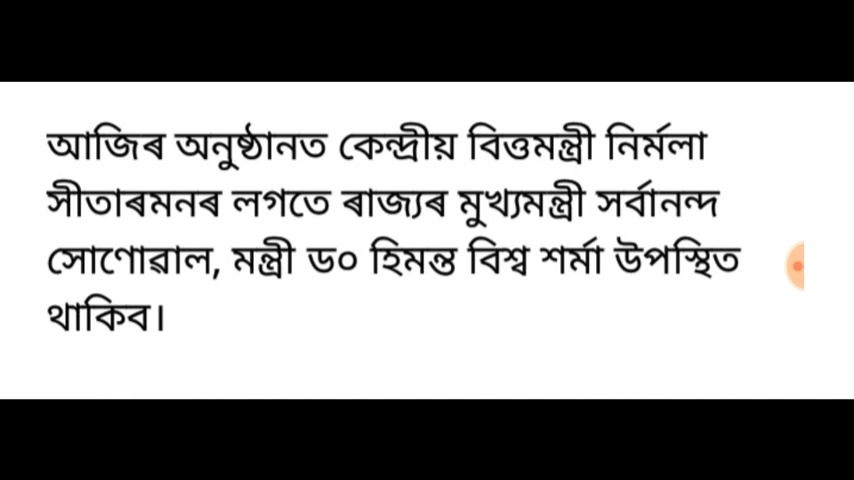 আজিৰ অনুষ্ঠানত কেন্দ্ৰীয় বিত্তমন্ত্ৰী নিৰ্মলা
সীতাৰমনৰ লগতে ৰাজ্যৰ মুখ্যমন্ত্ৰী সৰ্বানন্দ
সোণোৱাল, মন্ত্ৰী ড০ হিমন্ত বিশ্ব শৰ্মা উপস্থিত
থাকিব।